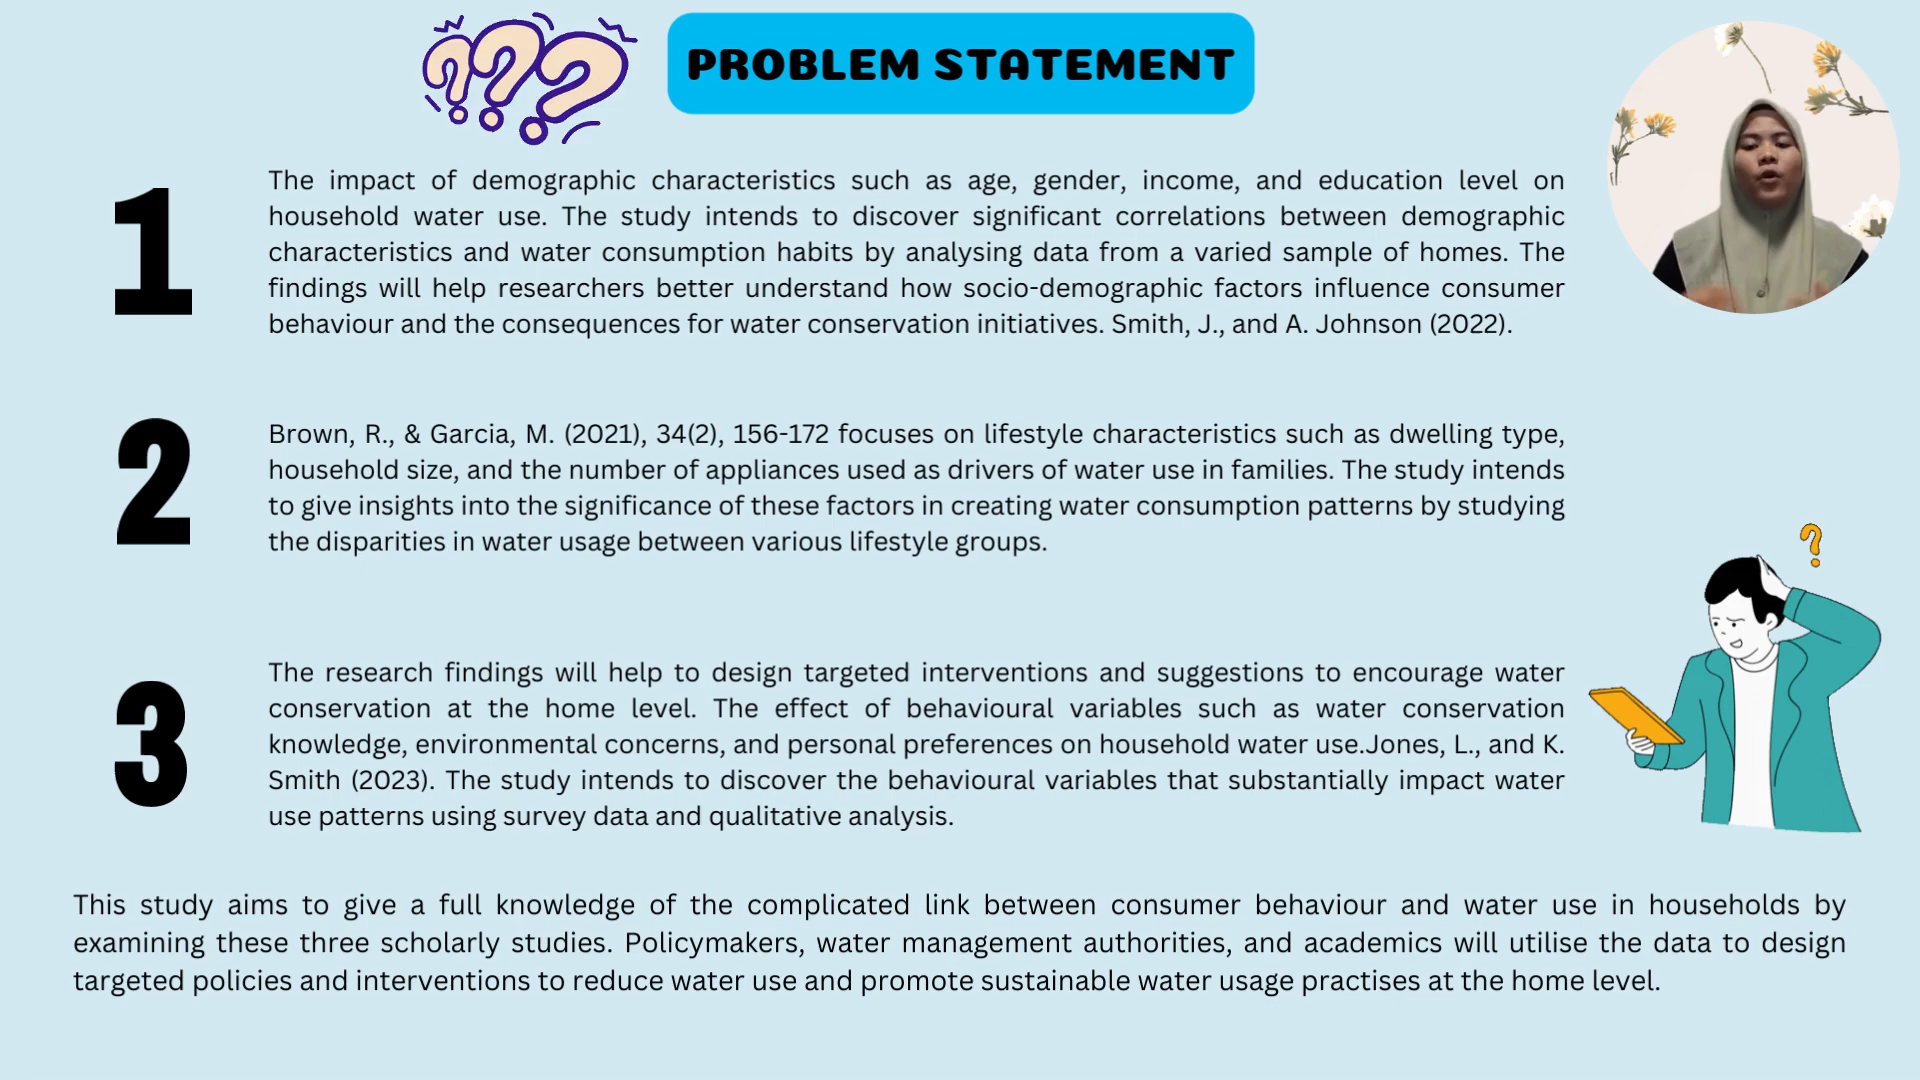 PROBLEM STATEMENT
1
The impact of demographic characteristics such as age, gender, income, and education level on
household water use. The study intends to discover significant correlations between demographic
characteristics and water consumption habits by analysing data from a varied sample of homes. The
findings will help researchers better understand how socio-demographic factors influence consumer
behaviour and the consequences for water conservation initiatives. Smith, J., and A. Johnson (2022).
2
Brown, R., & Garcia, M. (2021), 34(2), 156-172 focuses on lifestyle characteristics such as dwelling type,
household size, and the number of appliances used as drivers of water use in families. The study intends
to give insights into the significance of these factors in creating water consumption patterns by studying
the disparities in water usage between various lifestyle groups.
3
The research findings will help to design targeted interventions and suggestions to encourage water
conservation at the home level. The effect of behavioural variables such as water conservation
knowledge, environmental concerns, and personal preferences on household water use.Jones, L., and K.
Smith (2023). The study intends to discover the behavioural variables that substantially impact water
use patterns using survey data and qualitative analysis.
This study aims to give a full knowledge of the complicated link between consumer behaviour and water use in households by
examining these three scholarly studies. Policymakers, water management authorities, and academics will utilise the data to design
targeted policies and interventions to reduce water use and promote sustainable water usage practises at the home level.